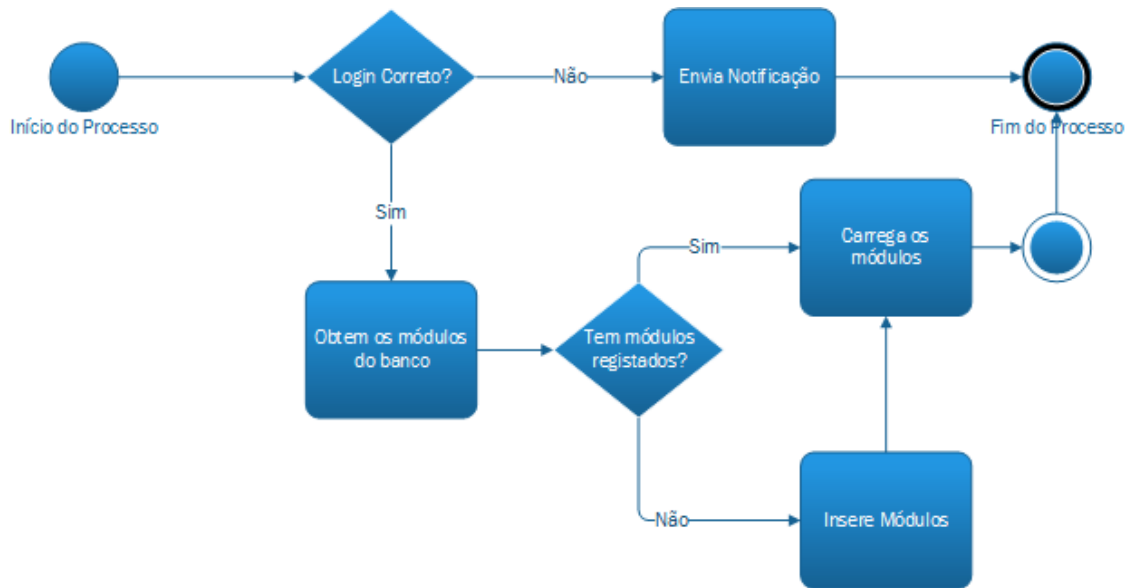 Login Correto?
Não
Envia Notificação
Início do Processo
Fim do Processo
Sim
Sim
Carrega os
módulos
Obtem os módulos
do banco
Tem módulos
registados?
Não
Insere Módulos